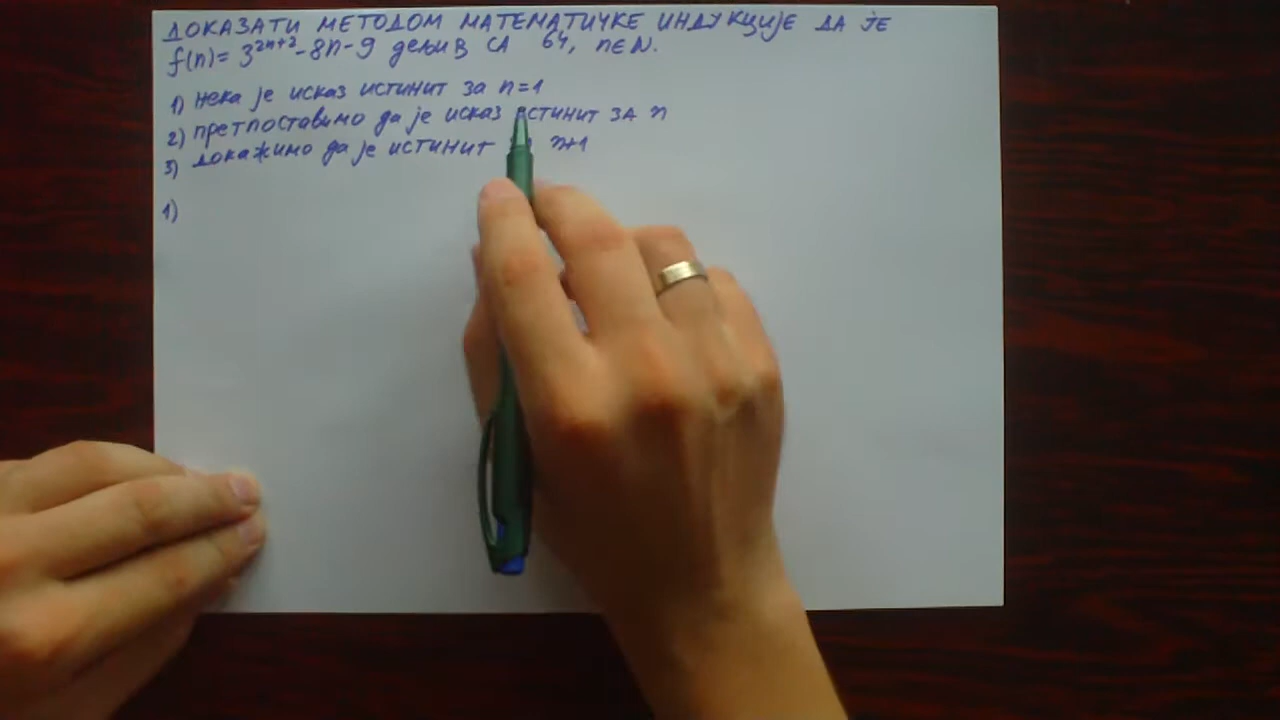 ДОКАЗАТИ МЕТОДОМ МАТЕМАТИЧКЕ ИНДУКЦИЈЕ ДА ЈЕ
f(n)= 3^{2n+2} - 8n - 9 дељив СА 64, n∈N.
1) нека је исказ истинит за n=1
2) претпоставимо да је исказ истинит ЗА n
3) докажимо да је истинит n+1
1)